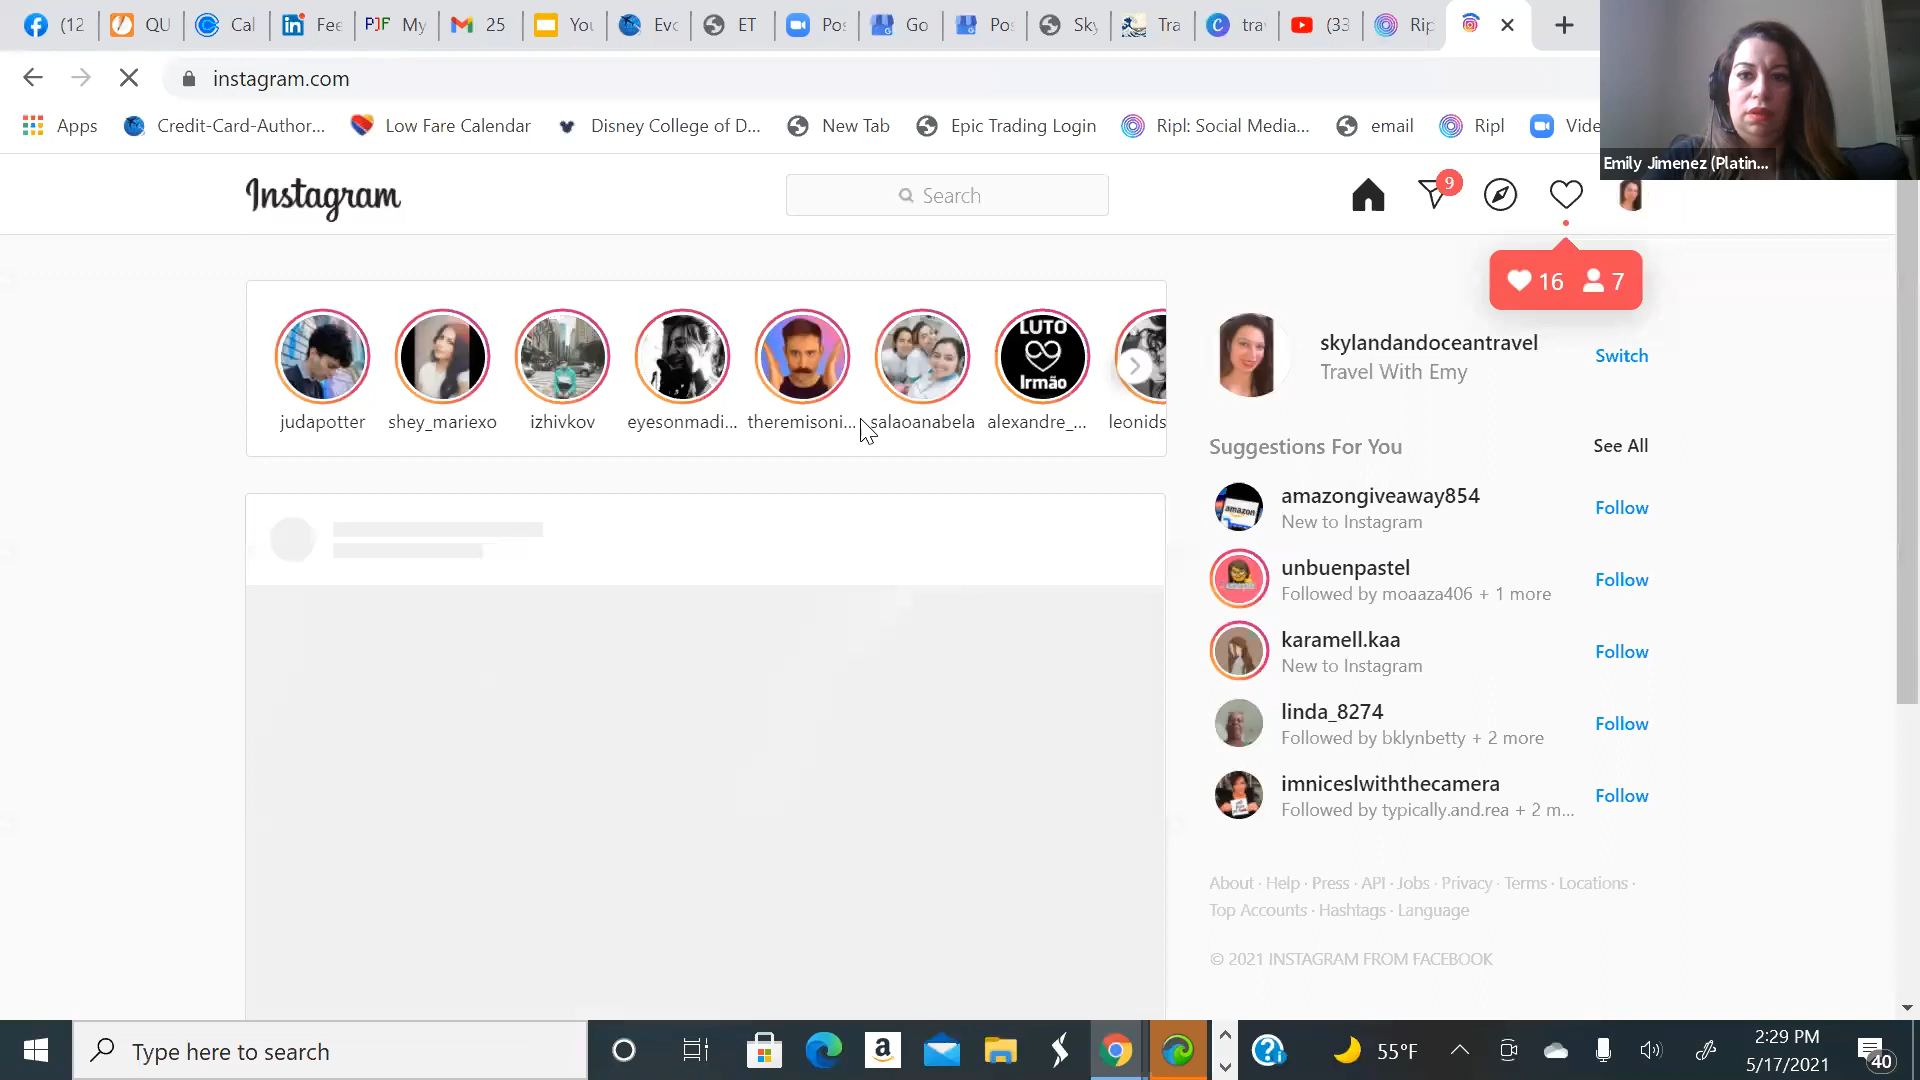 (12
QU
Cal
Fee
PJF My
25
You
Evo
ET
Pos
Go
Pos
Sky
Tra
tra
(33
Rip
instagram.com
Apps
Credit-Card-Author...
Low Fare Calendar
Disney College of D...
New Tab
Epic Trading Login
Ripl: Social Media...
email
Ripl
Vide
Emily Jimenez (Platin...
Instagram
Search
9
16
7
judapotter
shey_mariexo
izhivkov
eyesonmadi...
theremisoni...
salaoanabela
LUTO
Irmão
alexandre_...
leonids
skylandandoceantravel
Travel With Emy
Switch
Suggestions For You
See All
amazon
amazongiveaway854
New to Instagram
Follow
unbuenpastel
Followed by moaaza406 + 1 more
Follow
karamell.kaa
New to Instagram
Follow
linda_8274
Followed by bklynbetty + 2 more
Follow
imniceslwiththecamera
Followed by typically.and.rea + 2 m...
Follow
About · Help · Press · API · Jobs · Privacy · Terms · Locations ·
Top Accounts · Hashtags · Language
© 2021 INSTAGRAM FROM FACEBOOK
Type here to search
a
55°F
2:29 PM
5/17/2021
40